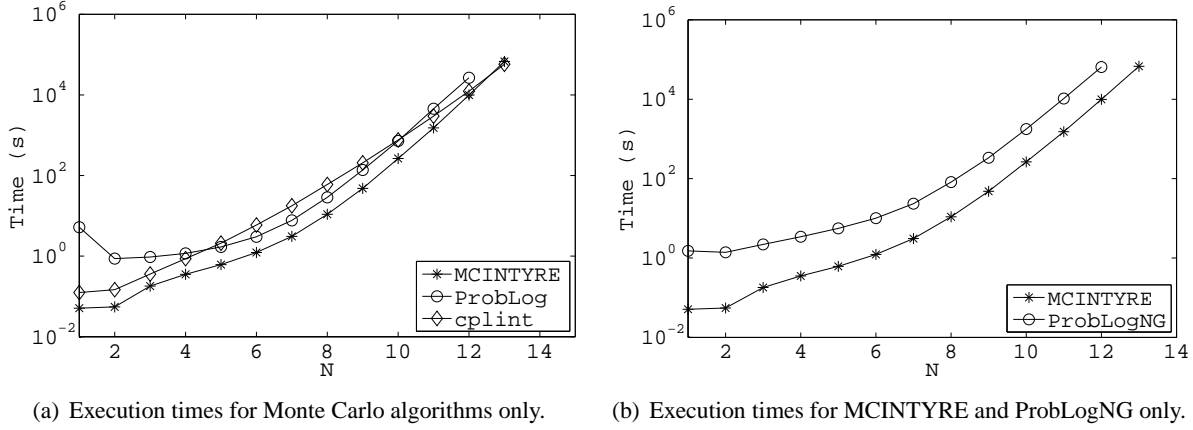 (a)
10^6
10^4
10^2
10^0
10^-2
Time (s)
MCINTYRE
ProbLog
cplint
2 4 6 8 10 12 14
N
(b)
10^6
10^4
10^2
10^0
10^-2
Time (s)
MCINTYRE
ProbLogNG
2 4 6 8 10 12 14
N
(a) Execution times for Monte Carlo algorithms only.
(b) Execution times for MCINTYRE and ProbLogNG only.